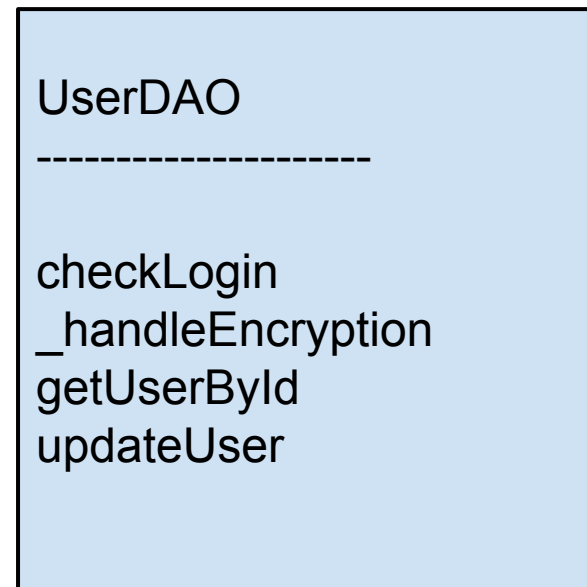 UserDAO
---------------------
checkLogin
_handleEncryption
getUserById
updateUser